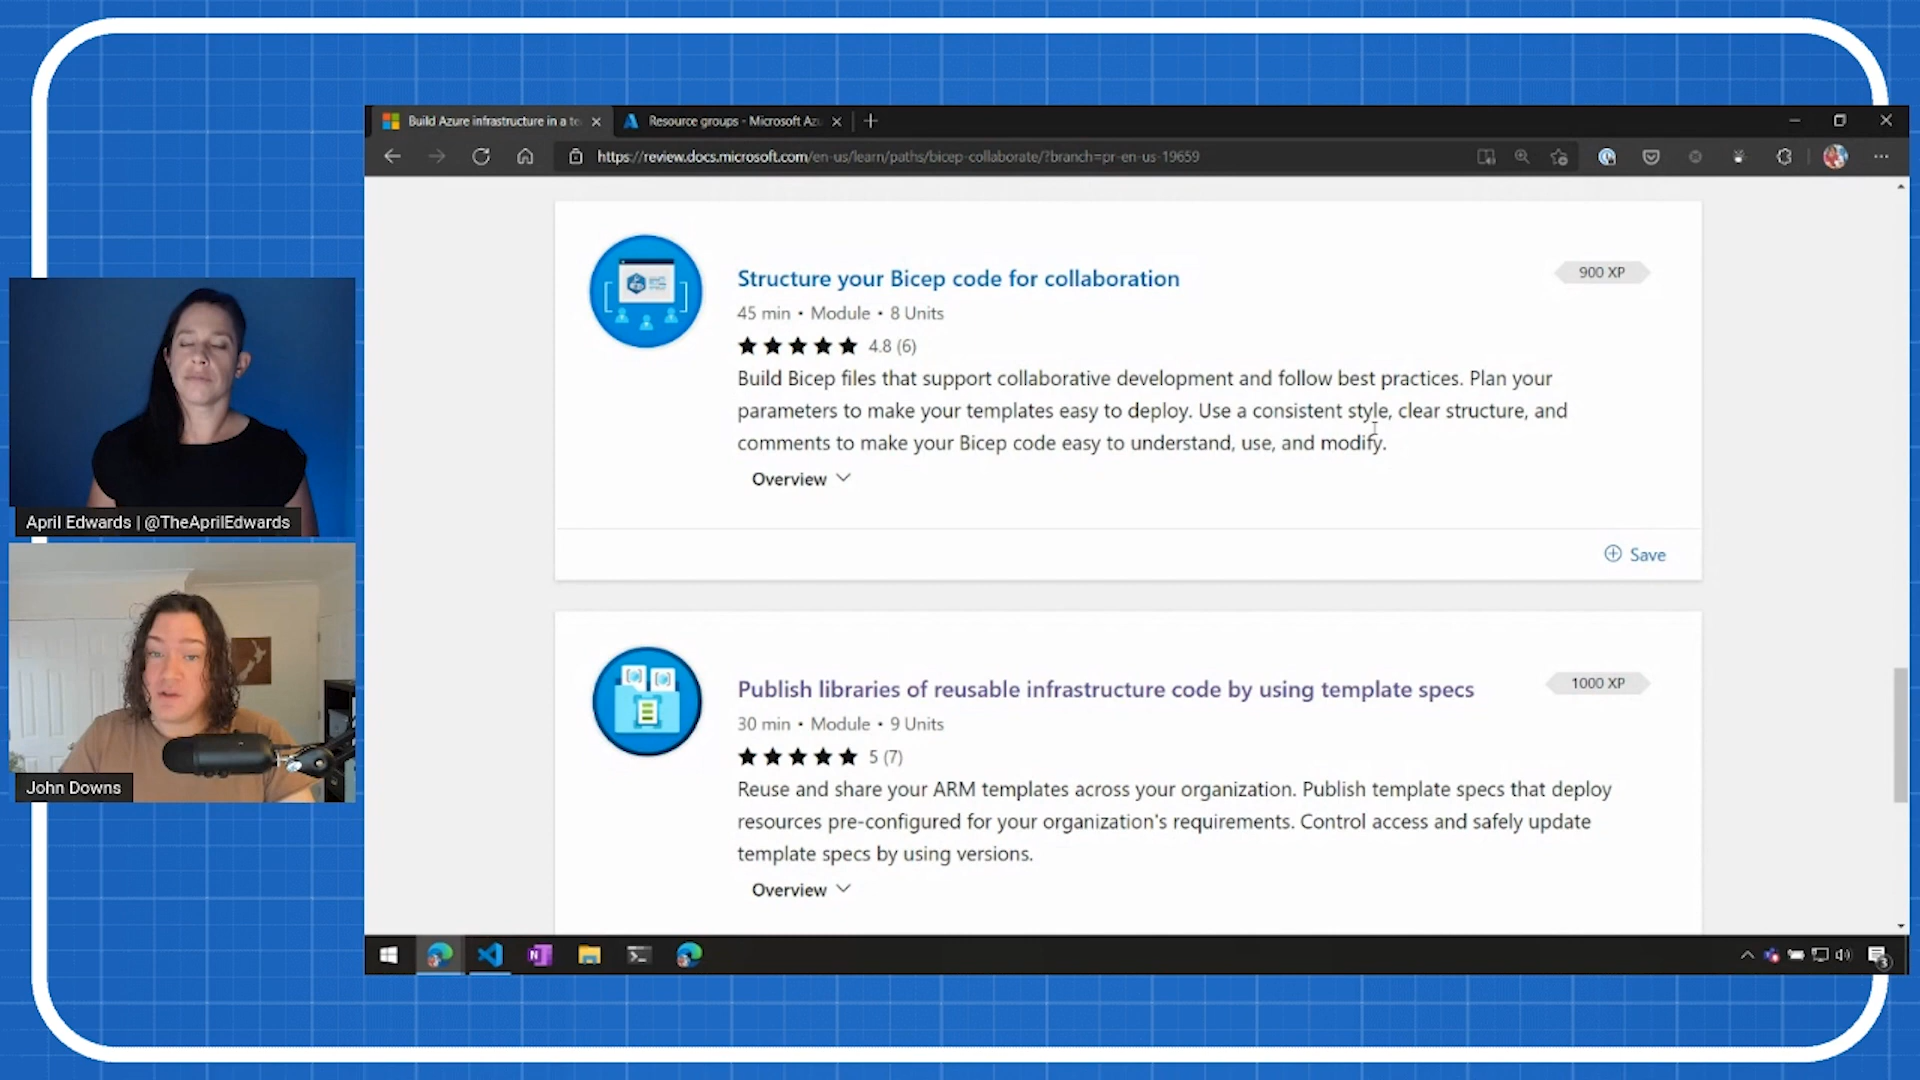 Build Azure infrastructure in a te
Resource groups - Microsoft Az
https://review.docs.microsoft.com/en-us/learn/paths/bicep-collaborate/?branch=pr-en-us-19659
Structure your Bicep code for collaboration
900 XP
45 min • Module • 8 Units
4.8 (6)
Build Bicep files that support collaborative development and follow best practices. Plan your
parameters to make your templates easy to deploy. Use a consistent style, clear structure, and
comments to make your Bicep code easy to understand, use, and modify.
Overview
Save
Publish libraries of reusable infrastructure code by using template specs
1000 XP
30 min • Module • 9 Units
5 (7)
Reuse and share your ARM templates across your organization. Publish template specs that deploy
resources pre-configured for your organization's requirements. Control access and safely update
template specs by using versions.
Overview
April Edwards | @TheAprilEdwards
John Downs
N
3